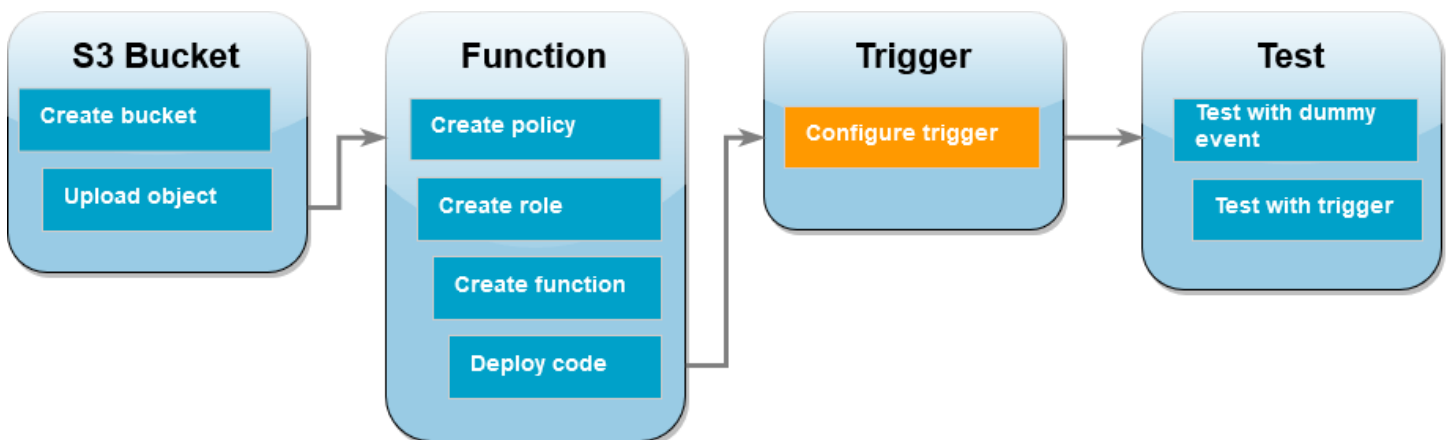 S3 Bucket
Create bucket
Upload object
Function
Create policy
Create role
Create function
Deploy code
Trigger
Configure trigger
Test
Test with dummy
event
Test with trigger